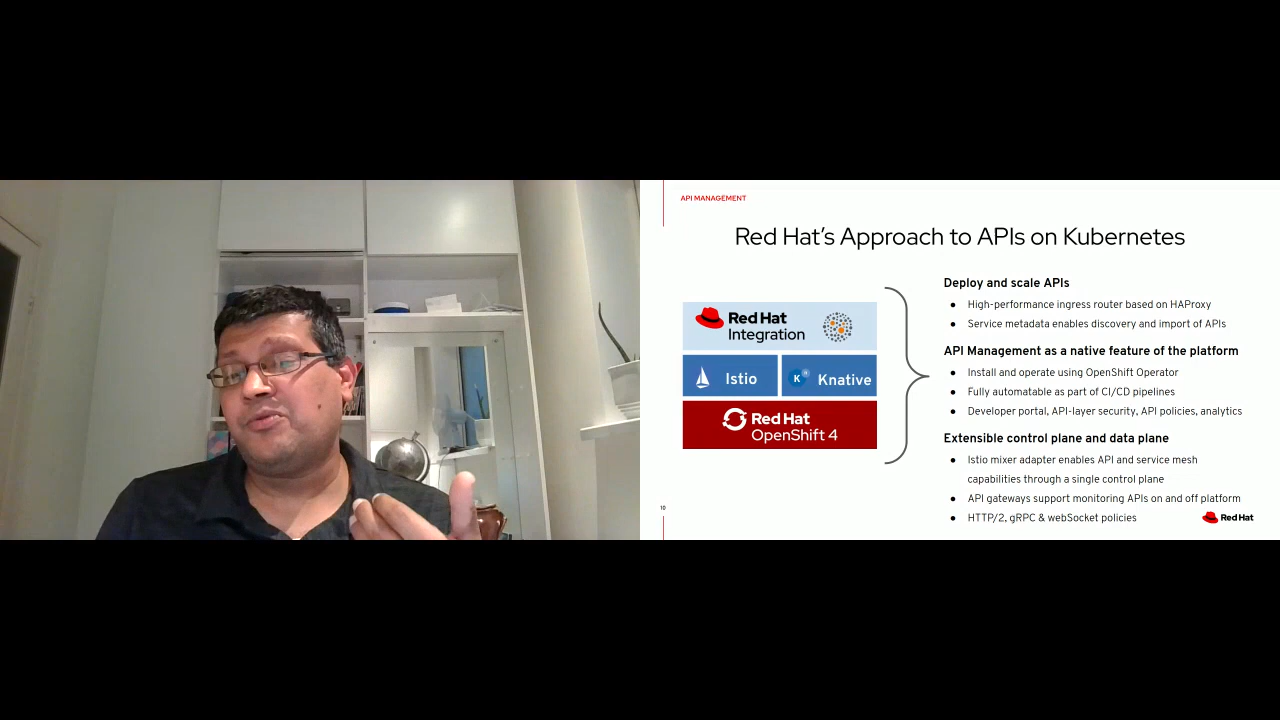 API MANAGEMENT
Red Hat's Approach to APIs on Kubernetes
Red Hat
Integration
Istio
K
Knative
Red Hat
OpenShift 4
Deploy and scale APIs
● High-performance ingress router based on HAProxy
● Service metadata enables discovery and import of APIs
API Management as a native feature of the platform
● Install and operate using OpenShift Operator
● Fully automatable as part of CI/CD pipelines
● Developer portal, API-layer security, API policies, analytics
Extensible control plane and data plane
● Istio mixer adapter enables API and service mesh
capabilities through a single control plane
● API gateways support monitoring APIs on and off platform
● HTTP/2, gRPC & webSocket policies
10
Red Hat